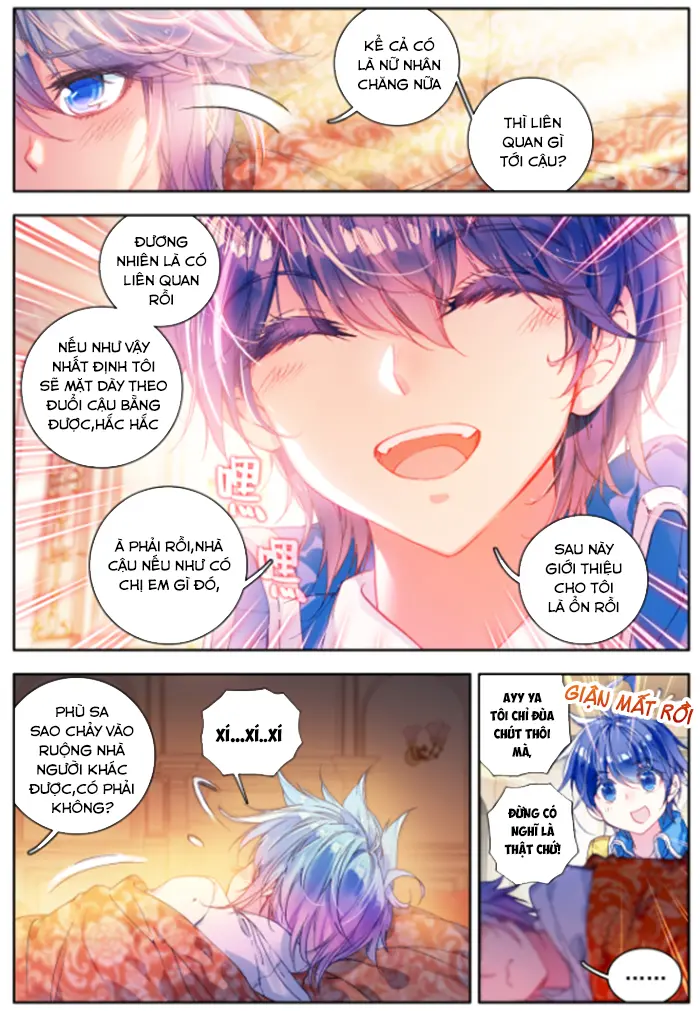 KỂ CẢ CÓ
LÀ NỮ NHÂN
CHĂNG NỮA
THÌ LIÊN
QUAN GÌ
TỚI CẬU?
ĐƯƠNG
NHIÊN LÀ CÓ
LIÊN QUAN
RỒI
NẾU NHƯ VẬY
NHẤT ĐỊNH TÔI
SẼ MẶT DÀY THEO
ĐUỔI CẬU BẰNG
ĐƯỢC,HẮC HẮC
À PHẢI RỒI,NHÀ
CẬU NẾU NHƯ CÓ
CHỊ EM GÌ ĐÓ,
SAU NÀY
GIỚI THIỆU
CHO TÔI
LÀ ỔN RỒI
PHÙ SA
SAO CHẢY VÀO
RUỘNG NHÀ
NGƯỜI KHÁC
ĐƯỢC,CÓ PHẢI
KHÔNG?
XÍ...XÍ..XÍ
AYY YA
TÔI CHỈ ĐÙA
CHÚT THÔI
MÀ,
GIẬN MẤT RỒI
ĐỪNG CÓ
NGHĨ LÀ
THẬT CHỨ!
......